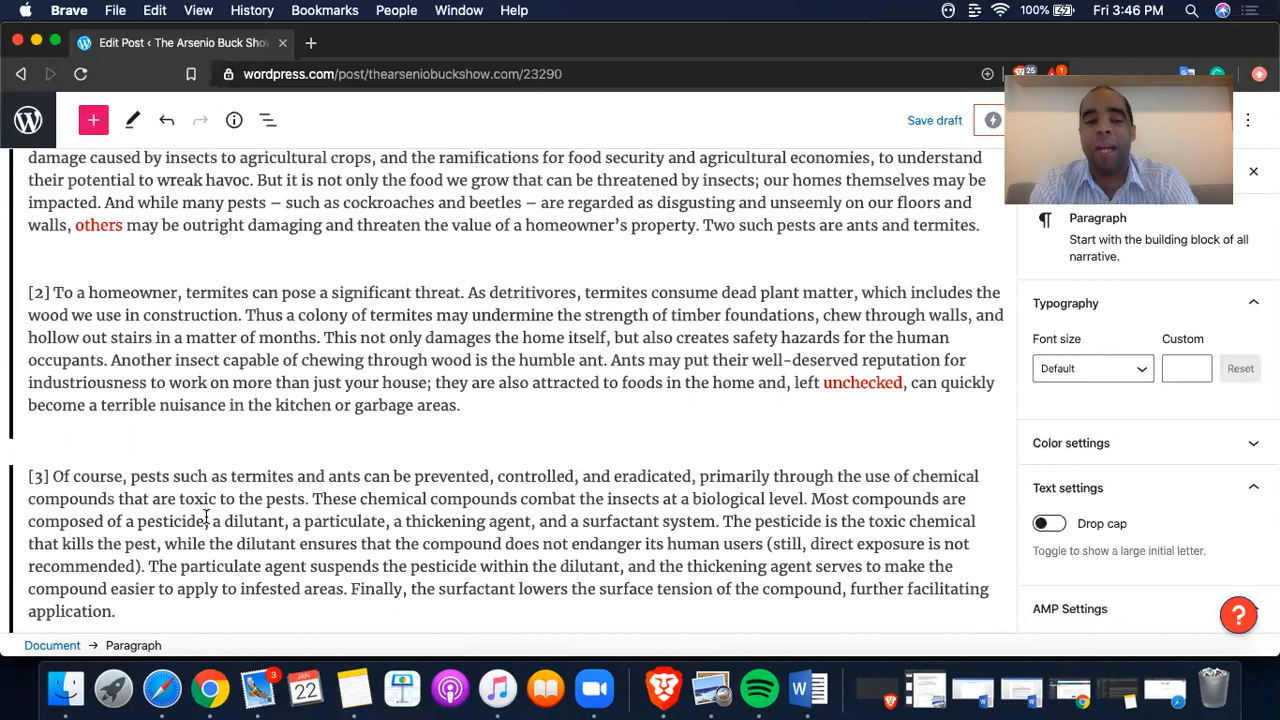 Brave File Edit View History Bookmarks People Window Help 100% Fri 3:46 PM
Edit Post ‹ The Arsenio Buck Show
wordpress.com/post/thearseniobuckshow.com/23290
25 1
Save draft
damage caused by insects to agricultural crops, and the ramifications for food security and agricultural economies, to understand
their potential to wreak havoc. But it is not only the food we grow that can be threatened by insects; our homes themselves may be
impacted. And while many pests – such as cockroaches and beetles – are regarded as disgusting and unseemly on our floors and
walls, others may be outright damaging and threaten the value of a homeowner's property. Two such pests are ants and termites.
[2] To a homeowner, termites can pose a significant threat. As detritivores, termites consume dead plant matter, which includes the
wood we use in construction. Thus a colony of termites may undermine the strength of timber foundations, chew through walls, and
hollow out stairs in a matter of months. This not only damages the home itself, but also creates safety hazards for the human
occupants. Another insect capable of chewing through wood is the humble ant. Ants may put their well-deserved reputation for
industriousness to work on more than just your house; they are also attracted to foods in the home and, left unchecked, can quickly
become a terrible nuisance in the kitchen or garbage areas.
[3] Of course, pests such as termites and ants can be prevented, controlled, and eradicated, primarily through the use of chemical
compounds that are toxic to the pests. These chemical compounds combat the insects at a biological level. Most compounds are
composed of a pesticide, a dilutant, a particulate, a thickening agent, and a surfactant system. The pesticide is the toxic chemical
that kills the pest, while the dilutant ensures that the compound does not endanger its human users (still, direct exposure is not
recommended). The particulate agent suspends the pesticide within the dilutant, and the thickening agent serves to make the
compound easier to apply to infested areas. Finally, the surfactant lowers the surface tension of the compound, further facilitating
application.
Paragraph
Start with the building block of all
narrative.
Typography
Font size Custom
Default Reset
Color settings
Text settings
Drop cap
Toggle to show a large initial letter.
AMP Settings
?
Document → Paragraph
3
JAN
22